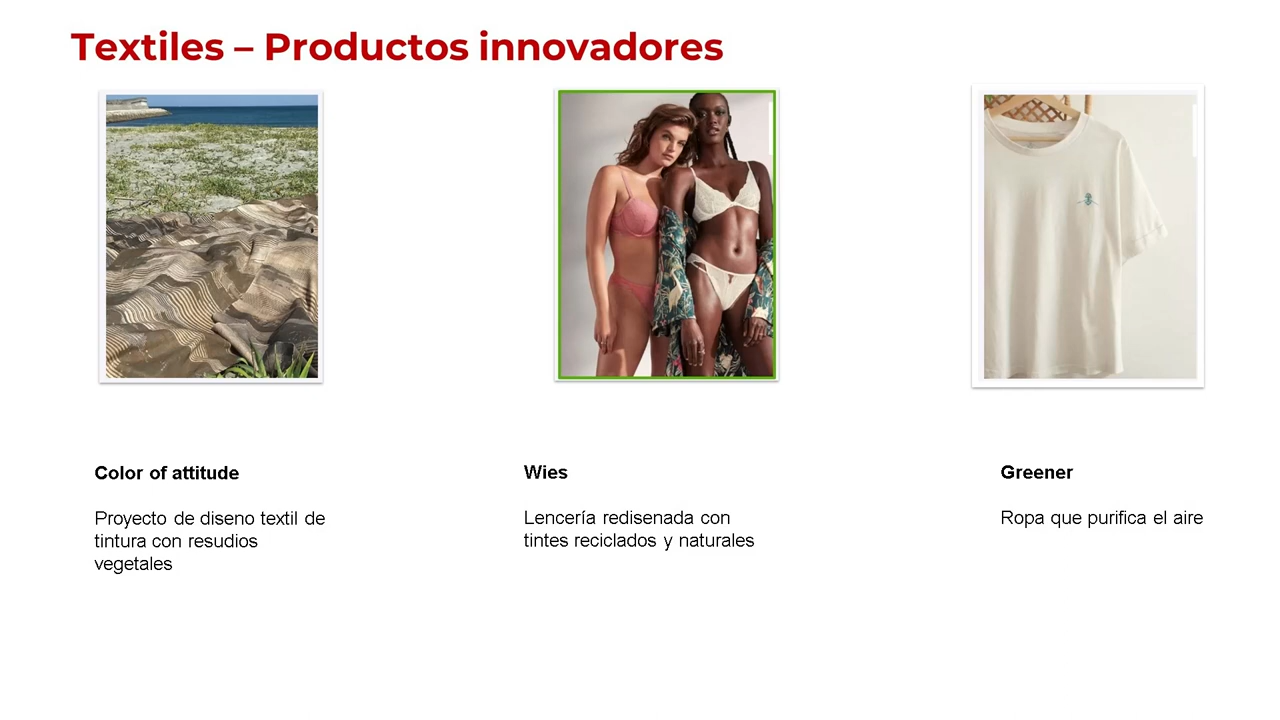 Textiles – Productos innovadores
Color of attitude
Proyecto de diseno textil de
tintura con resudios
vegetales
Wies
Lencería redisenada con
tintes reciclados y naturales
Greener
Ropa que purifica el aire